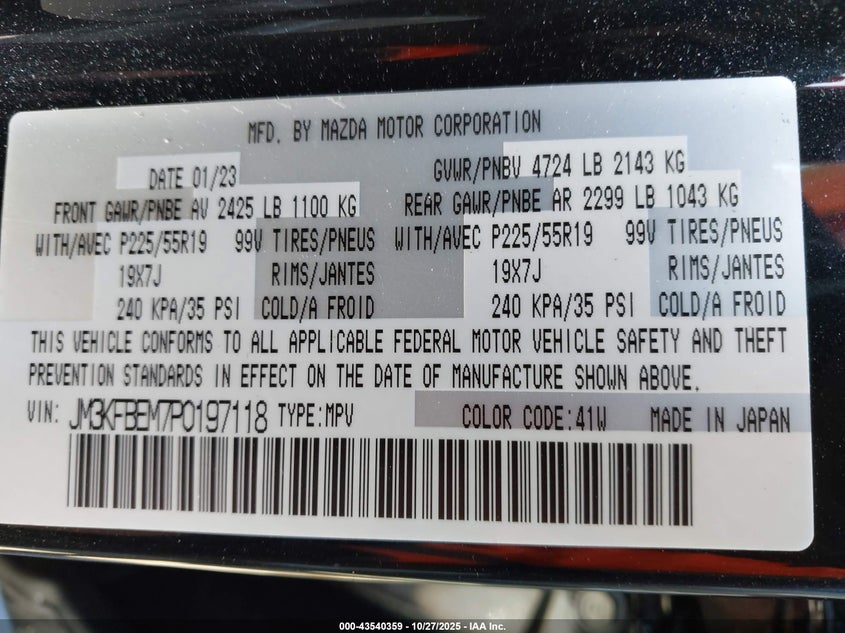 MFD. BY MAZDA MOTOR CORPORATION
DATE 01/23 GVWR/PNBV 4724 LB 2143 KG
FRONT GAWR/PNBE AV 2425 LB 1100 KG REAR GAWR/PNBE AR 2299 LB 1043 KG
WITH/AVEC P225/55R19 99V TIRES/PNEUS WITH/AVEC P225/55R19 99V TIRES/PNEUS
19X7J RIMS/JANTES 19X7J RIMS/JANTES
240 KPA/35 PSI COLD/A FROID 240 KPA/35 PSI COLD/A FROID
THIS VEHICLE CONFORMS TO ALL APPLICABLE FEDERAL MOTOR VEHICLE SAFETY AND THEFT
PREVENTION STANDARDS IN EFFECT ON THE DATE OF MANUFACTURE SHOWN ABOVE.
VIN: JM3KFBEM7P0197118 TYPE:MPV COLOR CODE:41W MADE IN JAPAN
000-43540359 | 10/27/2025 | IAA Inc.